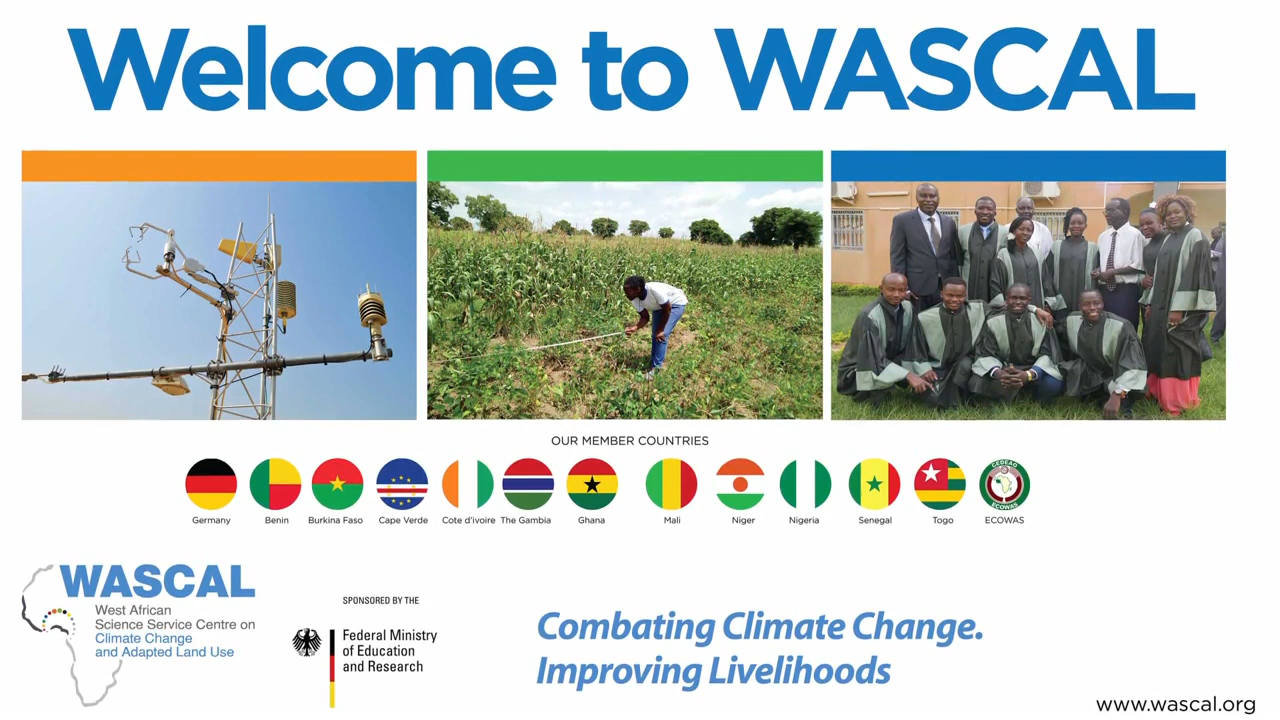 Welcome to WASCAL
OUR MEMBER COUNTRIES
Germany
Benin
Burkina Faso
Cape Verde
Cote d'ivoire
The Gambia
Ghana
Mali
Niger
Nigeria
Senegal
Togo
ECOWAS
CEDEAO
ECOWAS
WASCAL
West African
Science Service Centre on
Climate Change
and Adapted Land Use
SPONSORED BY THE
Federal Ministry
of Education
and Research
Combating Climate Change.
Improving Livelihoods
www.wascal.org